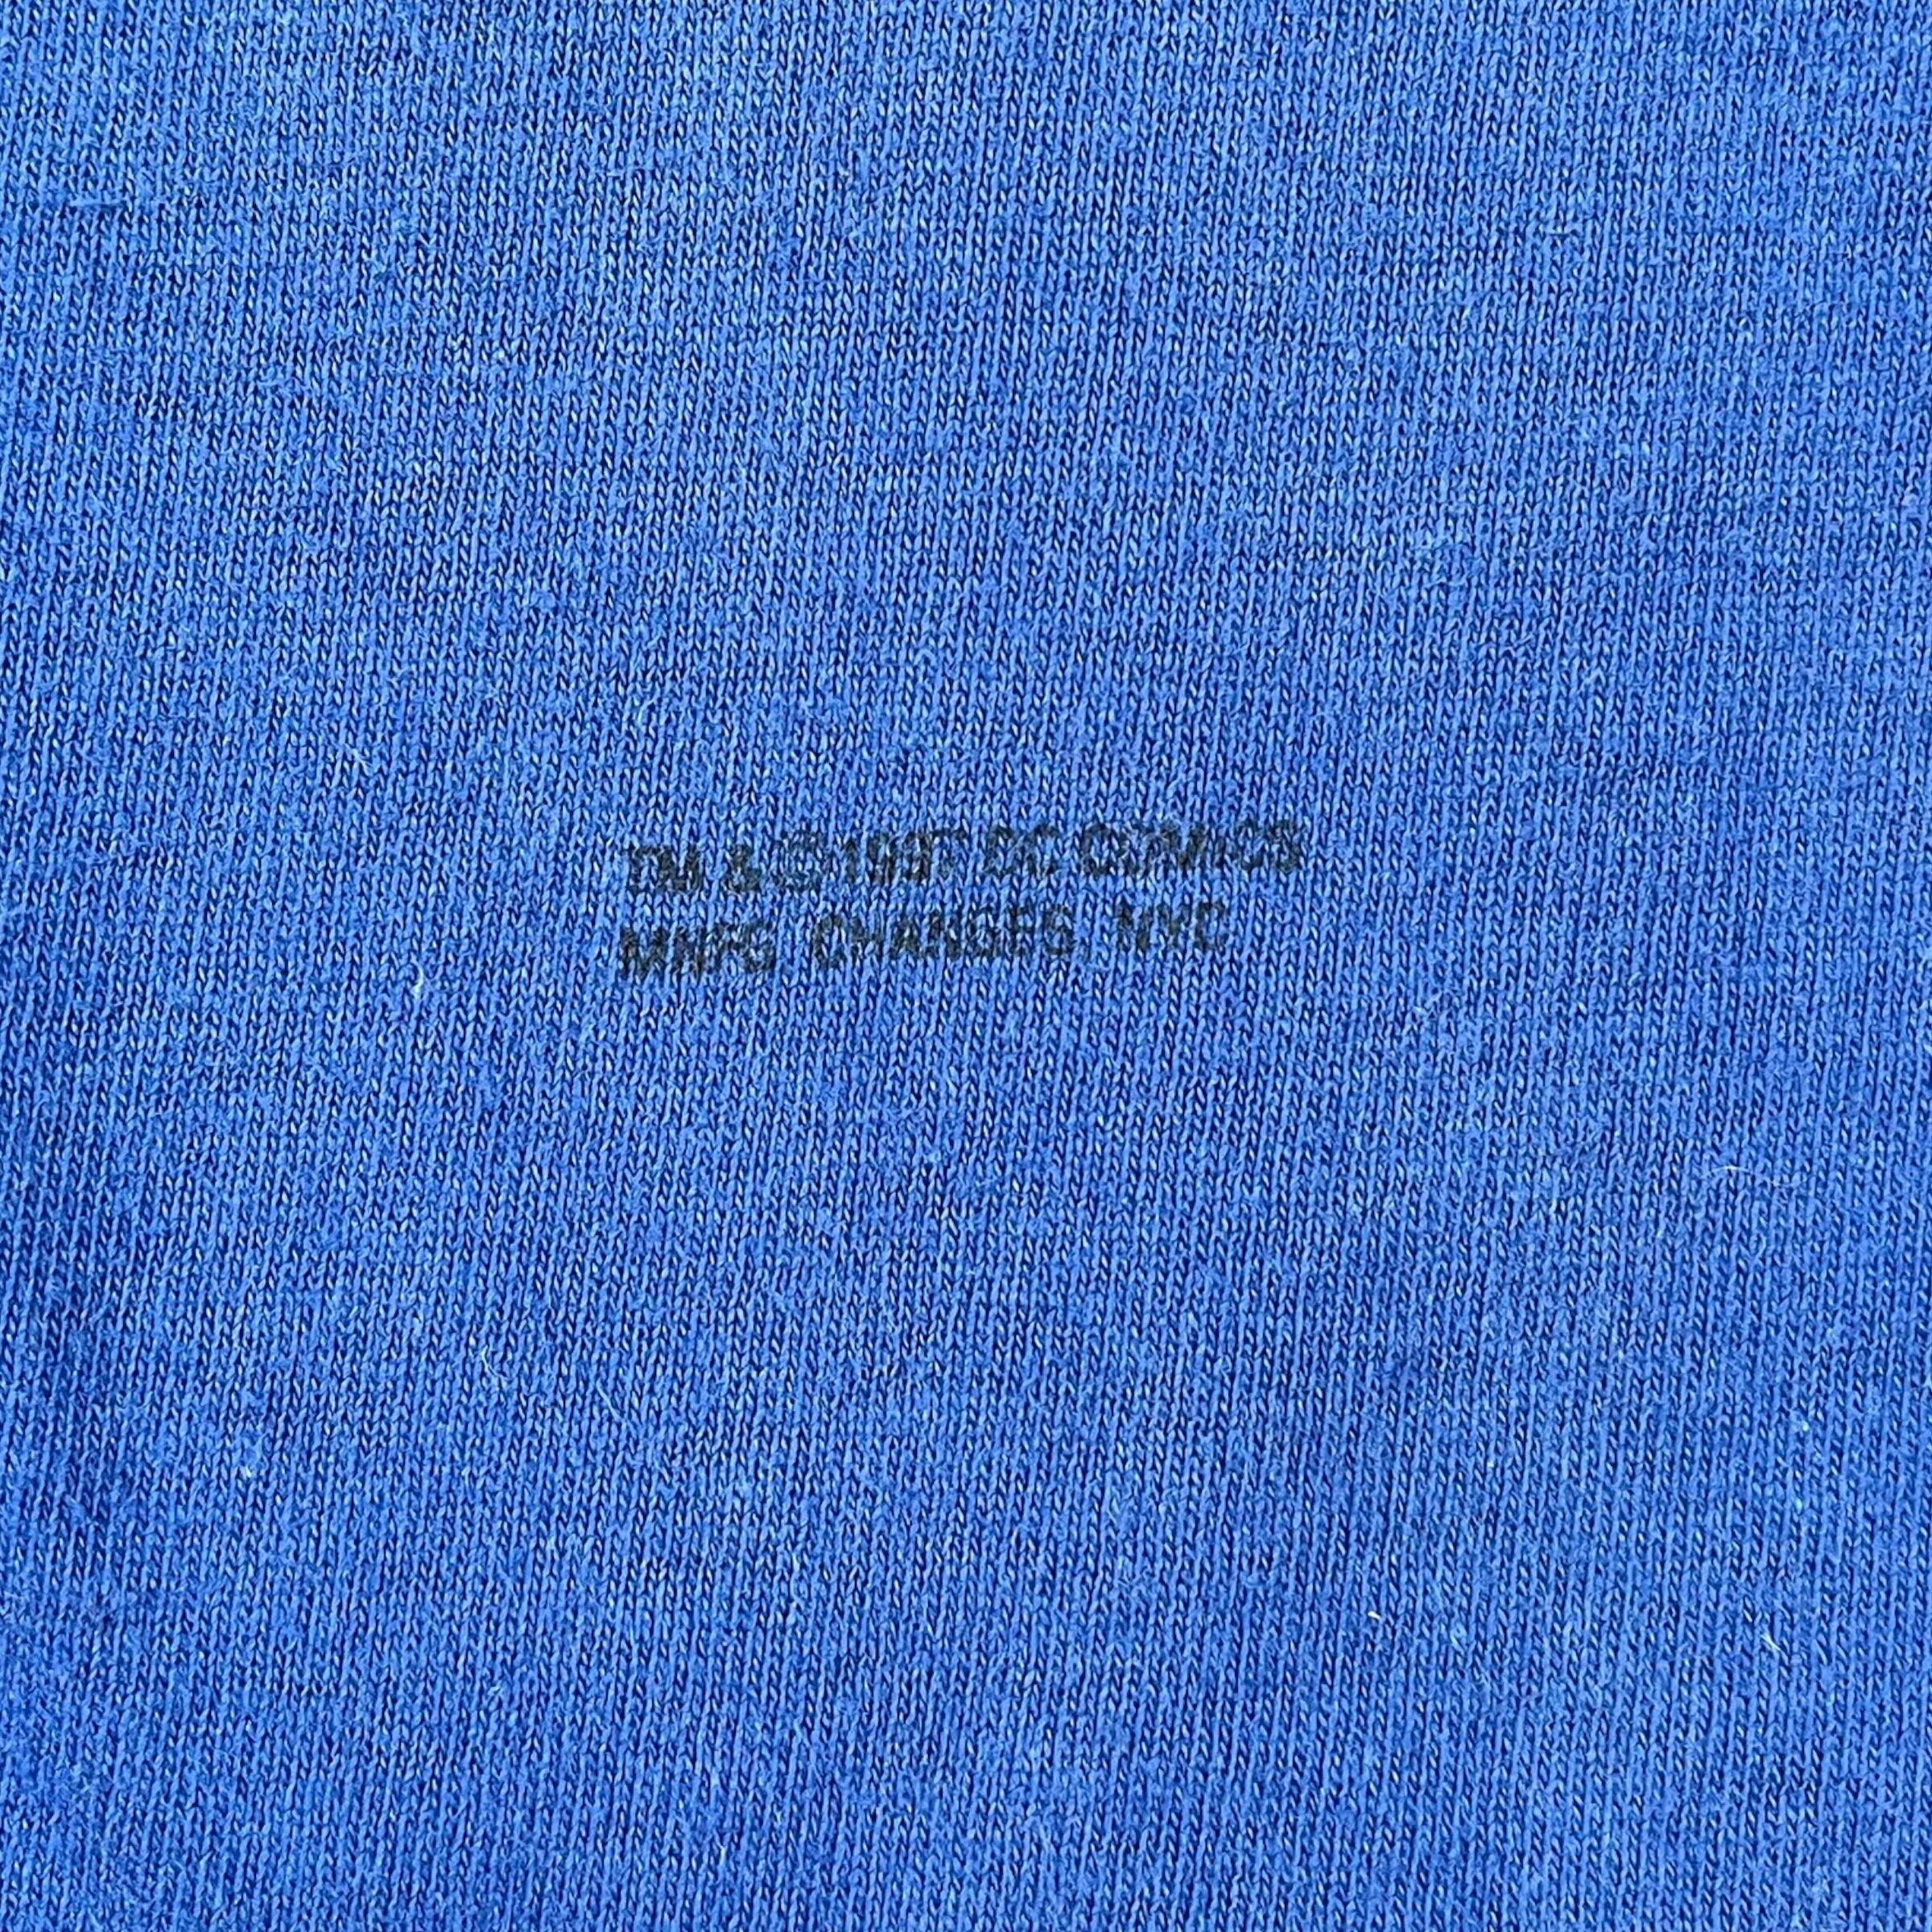 TM & © 1997 DC COMICS
MNFG CHANGES, NYC